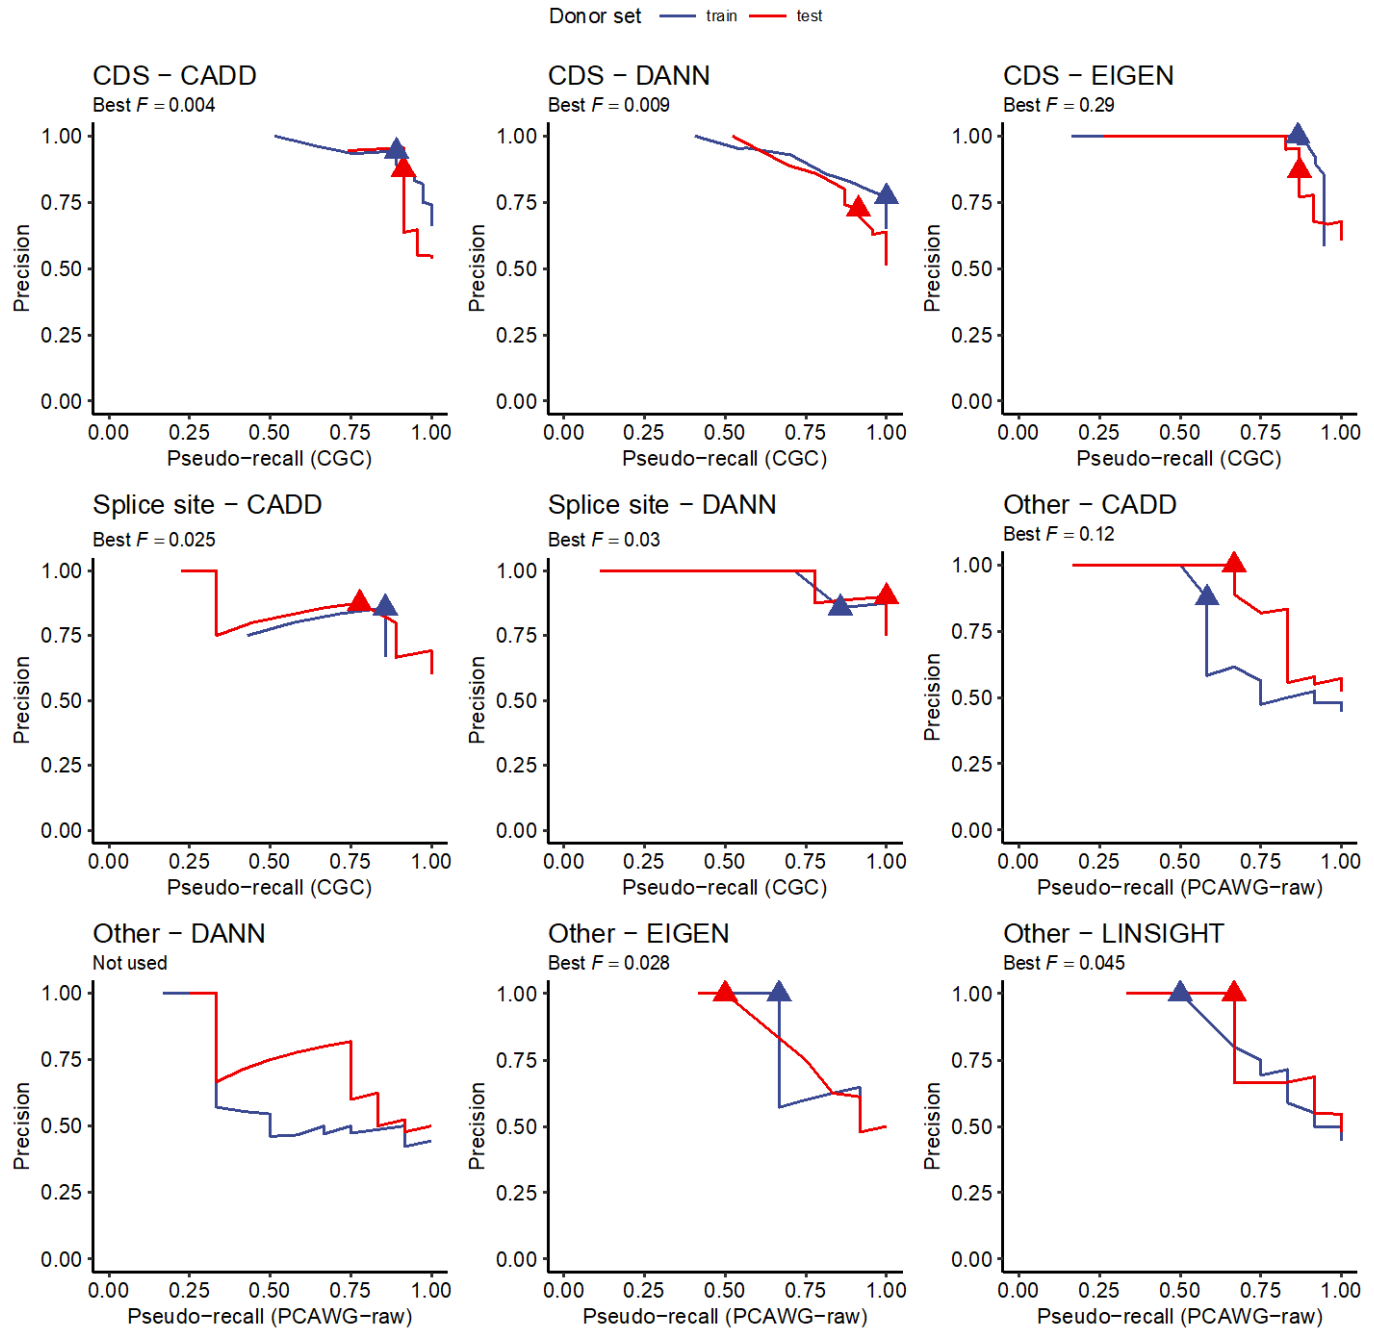 Donor set train test
CDS − CADD
Best F = 0.004
1.00
0.75
0.50
0.25
0.00
Precision
0.00 0.25 0.50 0.75 1.00
Pseudo−recall (CGC)
CDS − DANN
Best F = 0.009
1.00
0.75
0.50
0.25
0.00
Precision
0.00 0.25 0.50 0.75 1.00
Pseudo−recall (CGC)
CDS − EIGEN
Best F = 0.29
1.00
0.75
0.50
0.25
0.00
Precision
0.00 0.25 0.50 0.75 1.00
Pseudo−recall (CGC)
Splice site − CADD
Best F = 0.025
1.00
0.75
0.50
0.25
0.00
Precision
0.00 0.25 0.50 0.75 1.00
Pseudo−recall (CGC)
Splice site − DANN
Best F = 0.03
1.00
0.75
0.50
0.25
0.00
Precision
0.00 0.25 0.50 0.75 1.00
Pseudo−recall (CGC)
Other − CADD
Best F = 0.12
1.00
0.75
0.50
0.25
0.00
Precision
0.00 0.25 0.50 0.75 1.00
Pseudo−recall (PCAWG−raw)
Other − DANN
Not used
1.00
0.75
0.50
0.25
0.00
Precision
0.00 0.25 0.50 0.75 1.00
Pseudo−recall (PCAWG−raw)
Other − EIGEN
Best F = 0.028
1.00
0.75
0.50
0.25
0.00
Precision
0.00 0.25 0.50 0.75 1.00
Pseudo−recall (PCAWG−raw)
Other − LINSIGHT
Best F = 0.045
1.00
0.75
0.50
0.25
0.00
Precision
0.00 0.25 0.50 0.75 1.00
Pseudo−recall (PCAWG−raw)